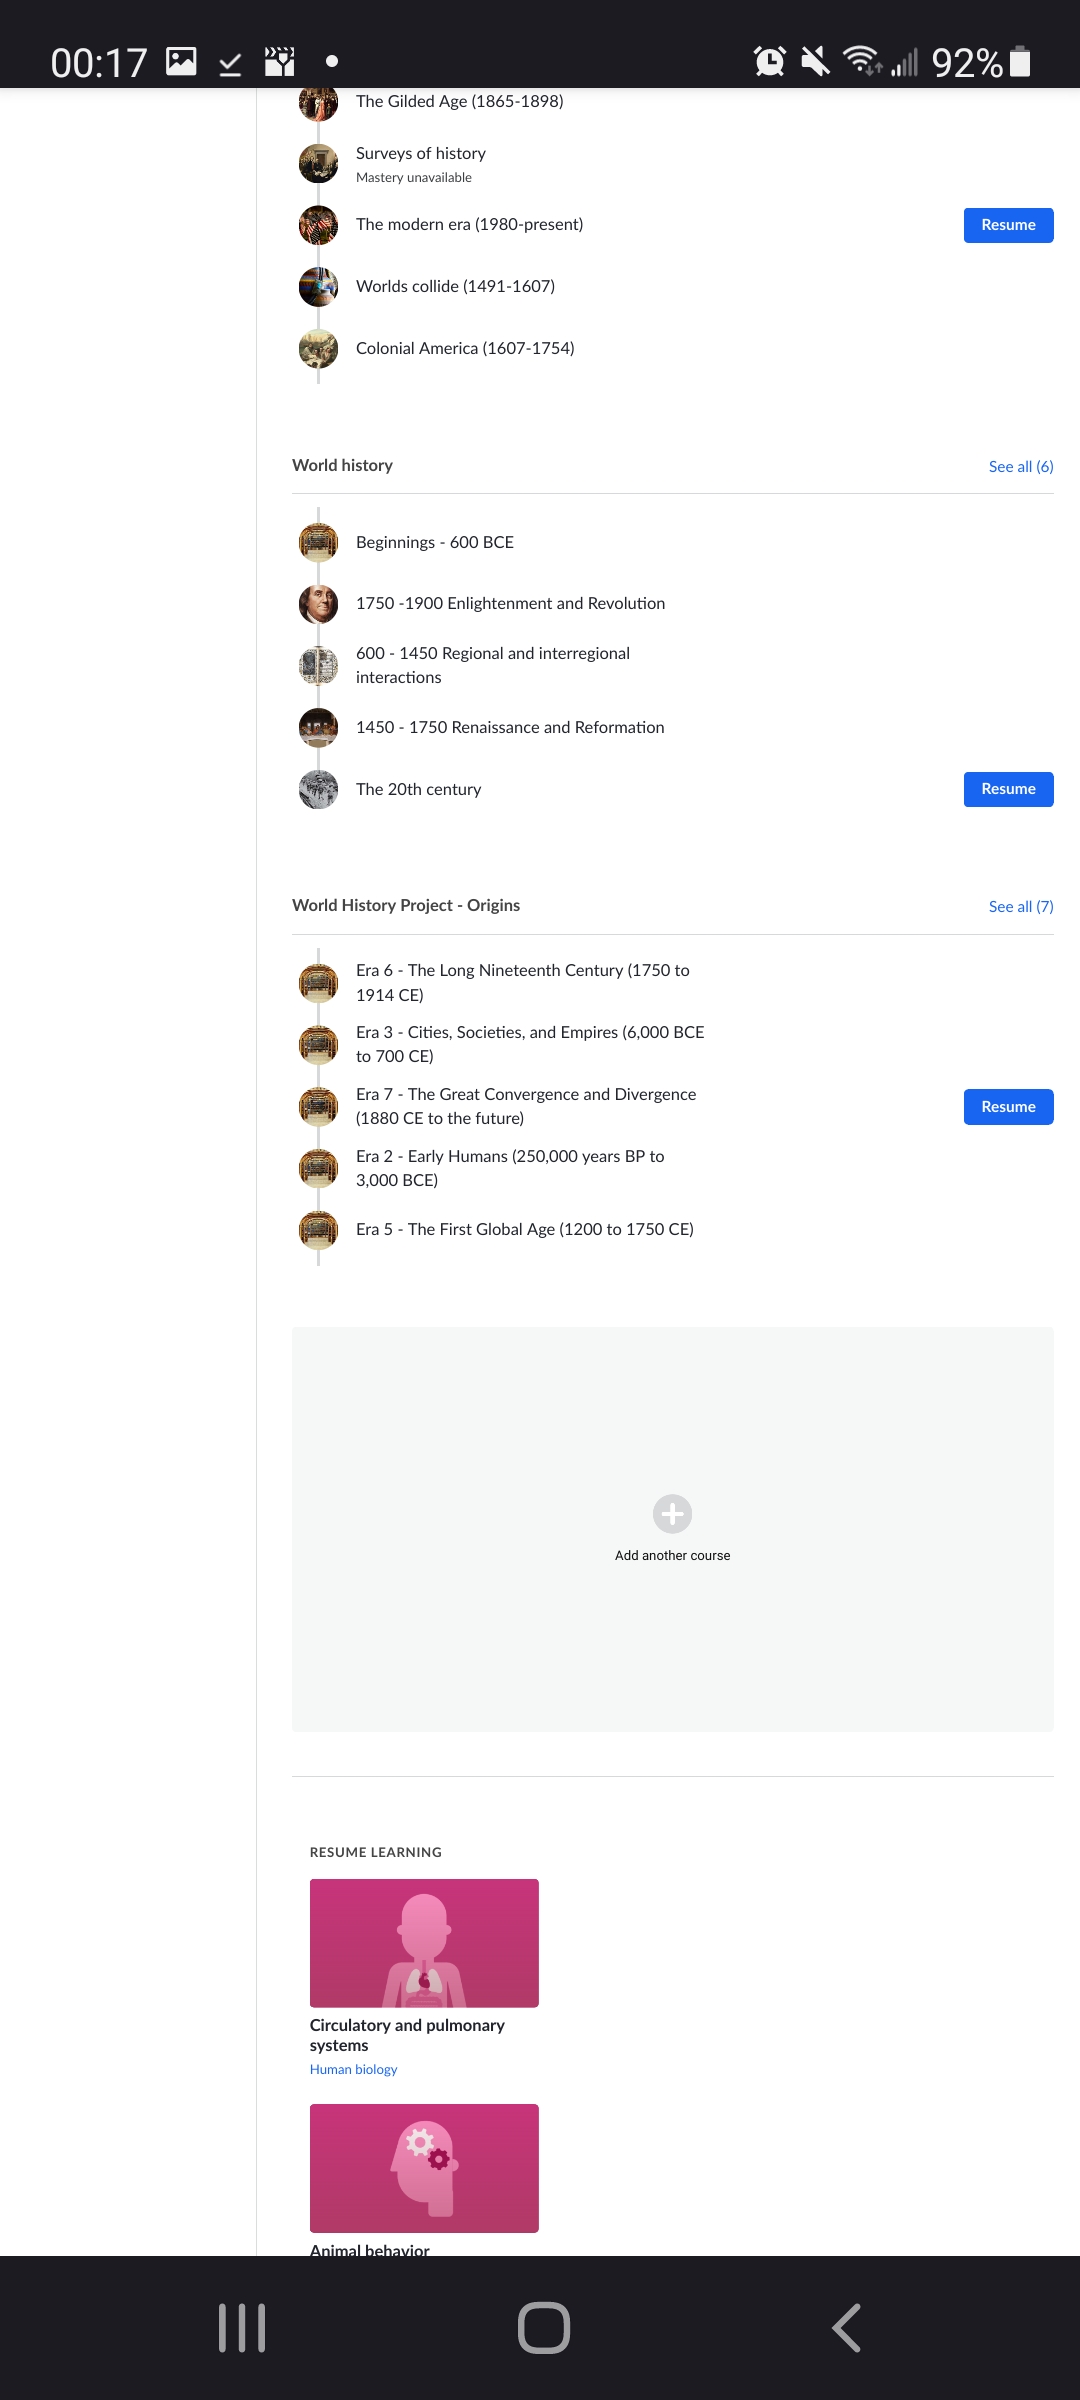 00:17
92%
The Gilded Age (1865-1898)
Surveys of history
Mastery unavailable
The modern era (1980-present)
Resume
Worlds collide (1491-1607)
Colonial America (1607-1754)
World history
See all (6)
Beginnings - 600 BCE
1750 -1900 Enlightenment and Revolution
600 - 1450 Regional and interregional
interactions
1450 - 1750 Renaissance and Reformation
The 20th century
Resume
World History Project - Origins
See all (7)
Era 6 - The Long Nineteenth Century (1750 to
1914 CE)
Era 3 - Cities, Societies, and Empires (6,000 BCE
to 700 CE)
Era 7 - The Great Convergence and Divergence
(1880 CE to the future)
Resume
Era 2 - Early Humans (250,000 years BP to
3,000 BCE)
Era 5 - The First Global Age (1200 to 1750 CE)
Add another course
RESUME LEARNING
Circulatory and pulmonary
systems
Human biology
Animal behavior